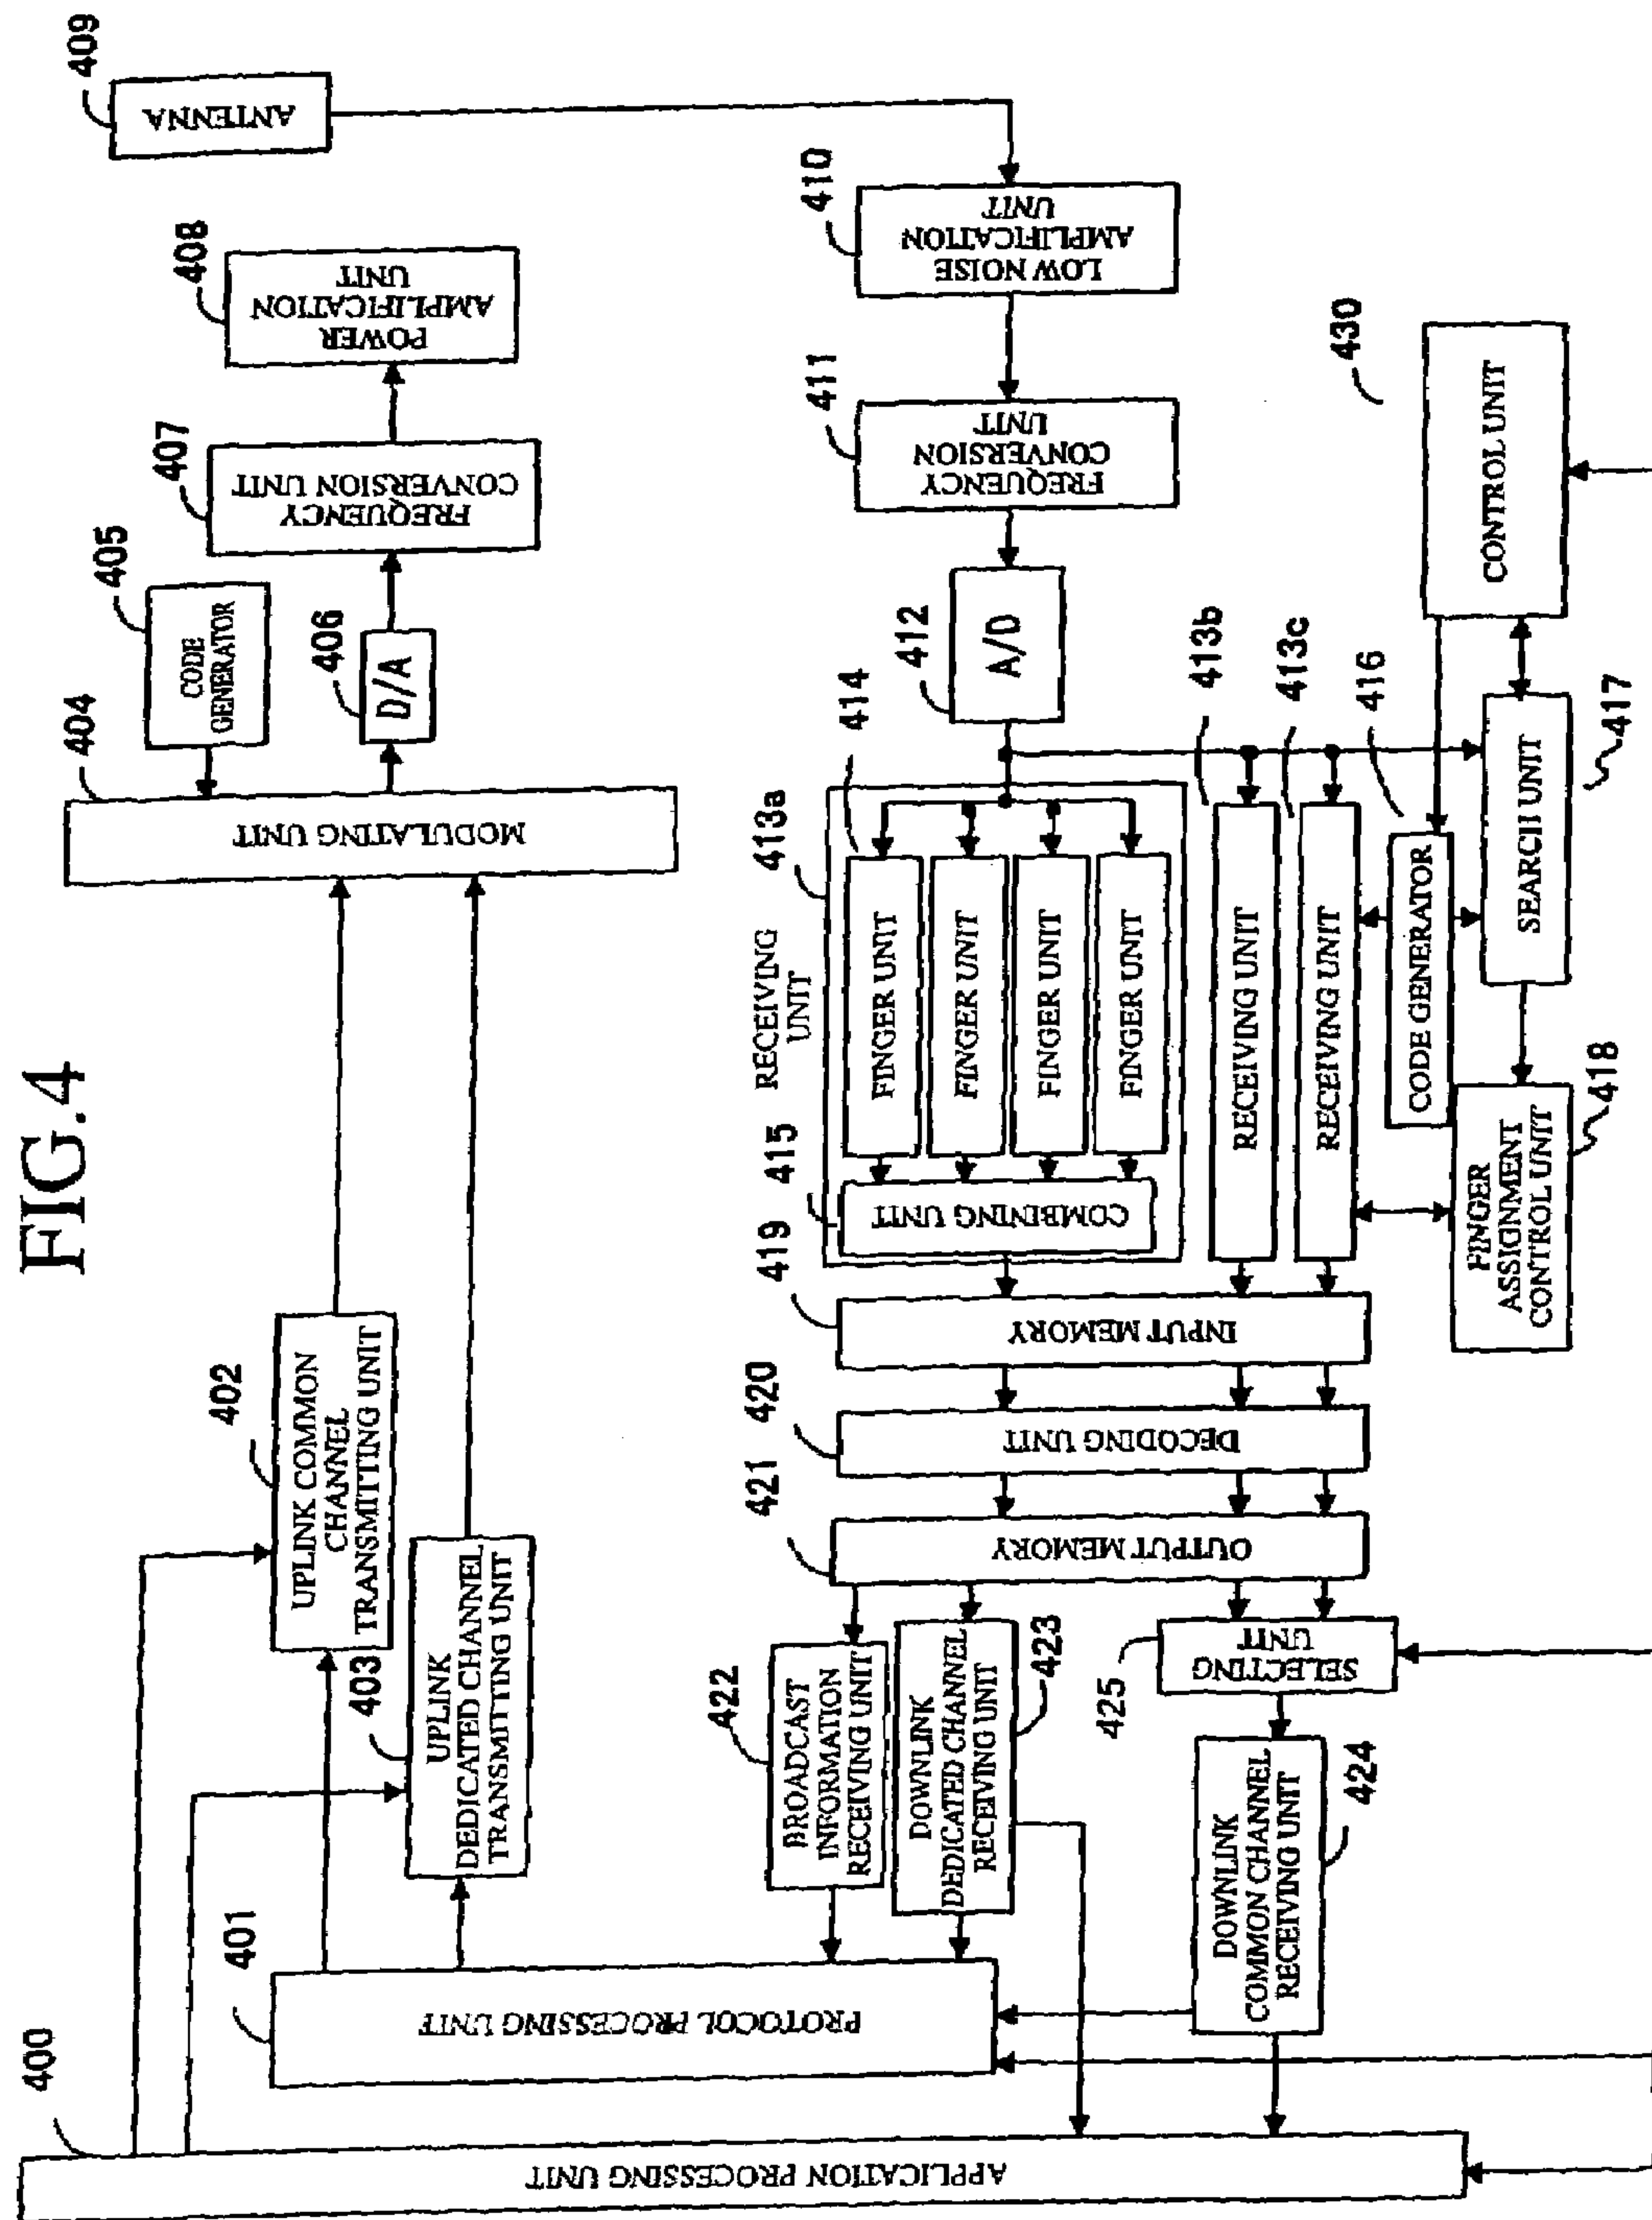 FIG.4
400
APPLICATION PROCESSING UNIT
401
PROTOCOL PROCESSING UNIT
402
UPLINK COMMON
CHANNEL
TRANSMITTING UNIT
403
UPLINK
DEDICATED CHANNEL
TRANSMITTING UNIT
404
MODULATING UNIT
405
CODE
GENERATOR
406
D/A
407
FREQUENCY
CONVERSION UNIT
408
POWER
AMPLIFICATION
UNIT
409
ANTENNA
422
BROADCAST
INFORMATION
RECEIVING UNIT
DOWNLINK
DEDICATED CHANNEL
RECEIVING UNIT
423
421
OUTPUT MEMORY
420
DECODING UNIT
419
INPUT MEMORY
415
COMBINING UNIT
RECEIVING
UNIT
413a
414
FINGER UNIT
FINGER UNIT
FINGER UNIT
FINGER UNIT
412
A/D
411
FREQUENCY
CONVERSION
UNIT
410
LOW NOISE
AMPLIFICATION
UNIT
425
SELECTING
UNIT
DOWNLINK
COMMON CHANNEL
RECEIVING UNIT
424
RECEIVING UNIT
413b
RECEIVING UNIT
413c
CODE GENERATOR
416
FINGER
ASSIGNMENT
CONTROL UNIT
418
SEARCH UNIT
417
CONTROL UNIT
430